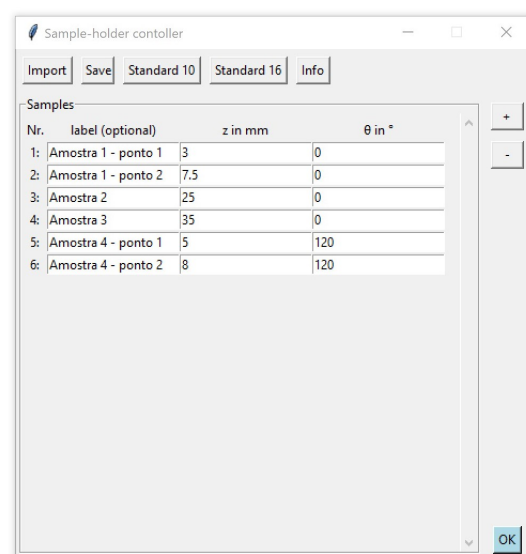 Sample-holder contoller
Import Save Standard 10 Standard 16 Info
Samples
+
Nr. label (optional) z in mm θ in °
-
1: Amostra 1 - ponto 1 3 0
2: Amostra 1 - ponto 2 7.5 0
3: Amostra 2 25 0
4: Amostra 3 35 0
5: Amostra 4 - ponto 1 5 120
6: Amostra 4 - ponto 2 8 120
OK